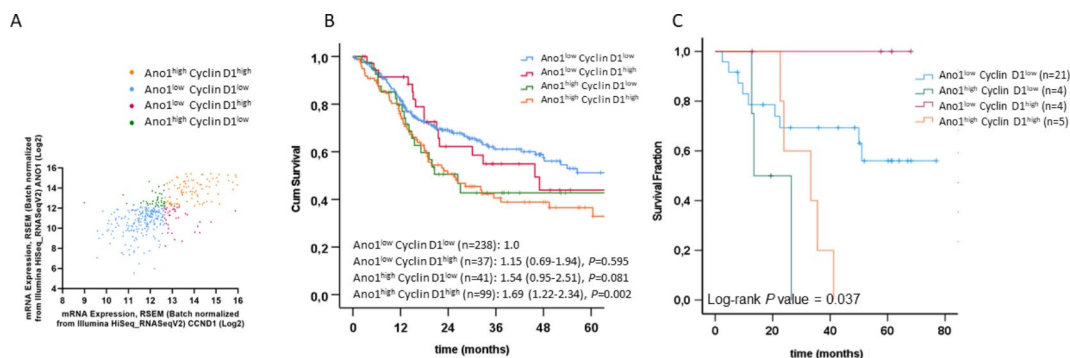 A
Ano1high Cyclin D1high
Ano1low Cyclin D1low
Ano1low Cyclin D1high
Ano1high Cyclin D1low
mRNA Expression, RSEM (Batch normalized
from Illumina HiSeq_RNASeqV2) ANO1 (Log2)
16
14
12
10
8
6
4
8 9 10 11 12 13 14 15 16
mRNA Expression, RSEM (Batch normalized
from Illumina HiSeq_RNASeqV2) CCND1 (Log2)
B
Cum Survival
1,0
0,8
0,6
0,4
0,2
0,0
Ano1low Cyclin D1low
Ano1low Cyclin D1high
Ano1high Cyclin D1low
Ano1high Cyclin D1high
Ano1low Cyclin D1low (n=238): 1.0
Ano1low Cyclin D1high (n=37): 1.15 (0.69-1.94), P=0.595
Ano1high Cyclin D1low (n=41): 1.54 (0.95-2.51), P=0.081
Ano1high Cyclin D1high (n=99): 1.69 (1.22-2.34), P=0.002
0 12 24 36 48 60
time (months)
C
Survival Fraction
1,0
0,8
0,6
0,4
0,2
0,0
Ano1low Cyclin D1low (n=21)
Ano1high Cyclin D1low (n=4)
Ano1low Cyclin D1high (n=4)
Ano1high Cyclin D1high (n=5)
Log-rank P value = 0.037
0 20 40 60 80
time (months)